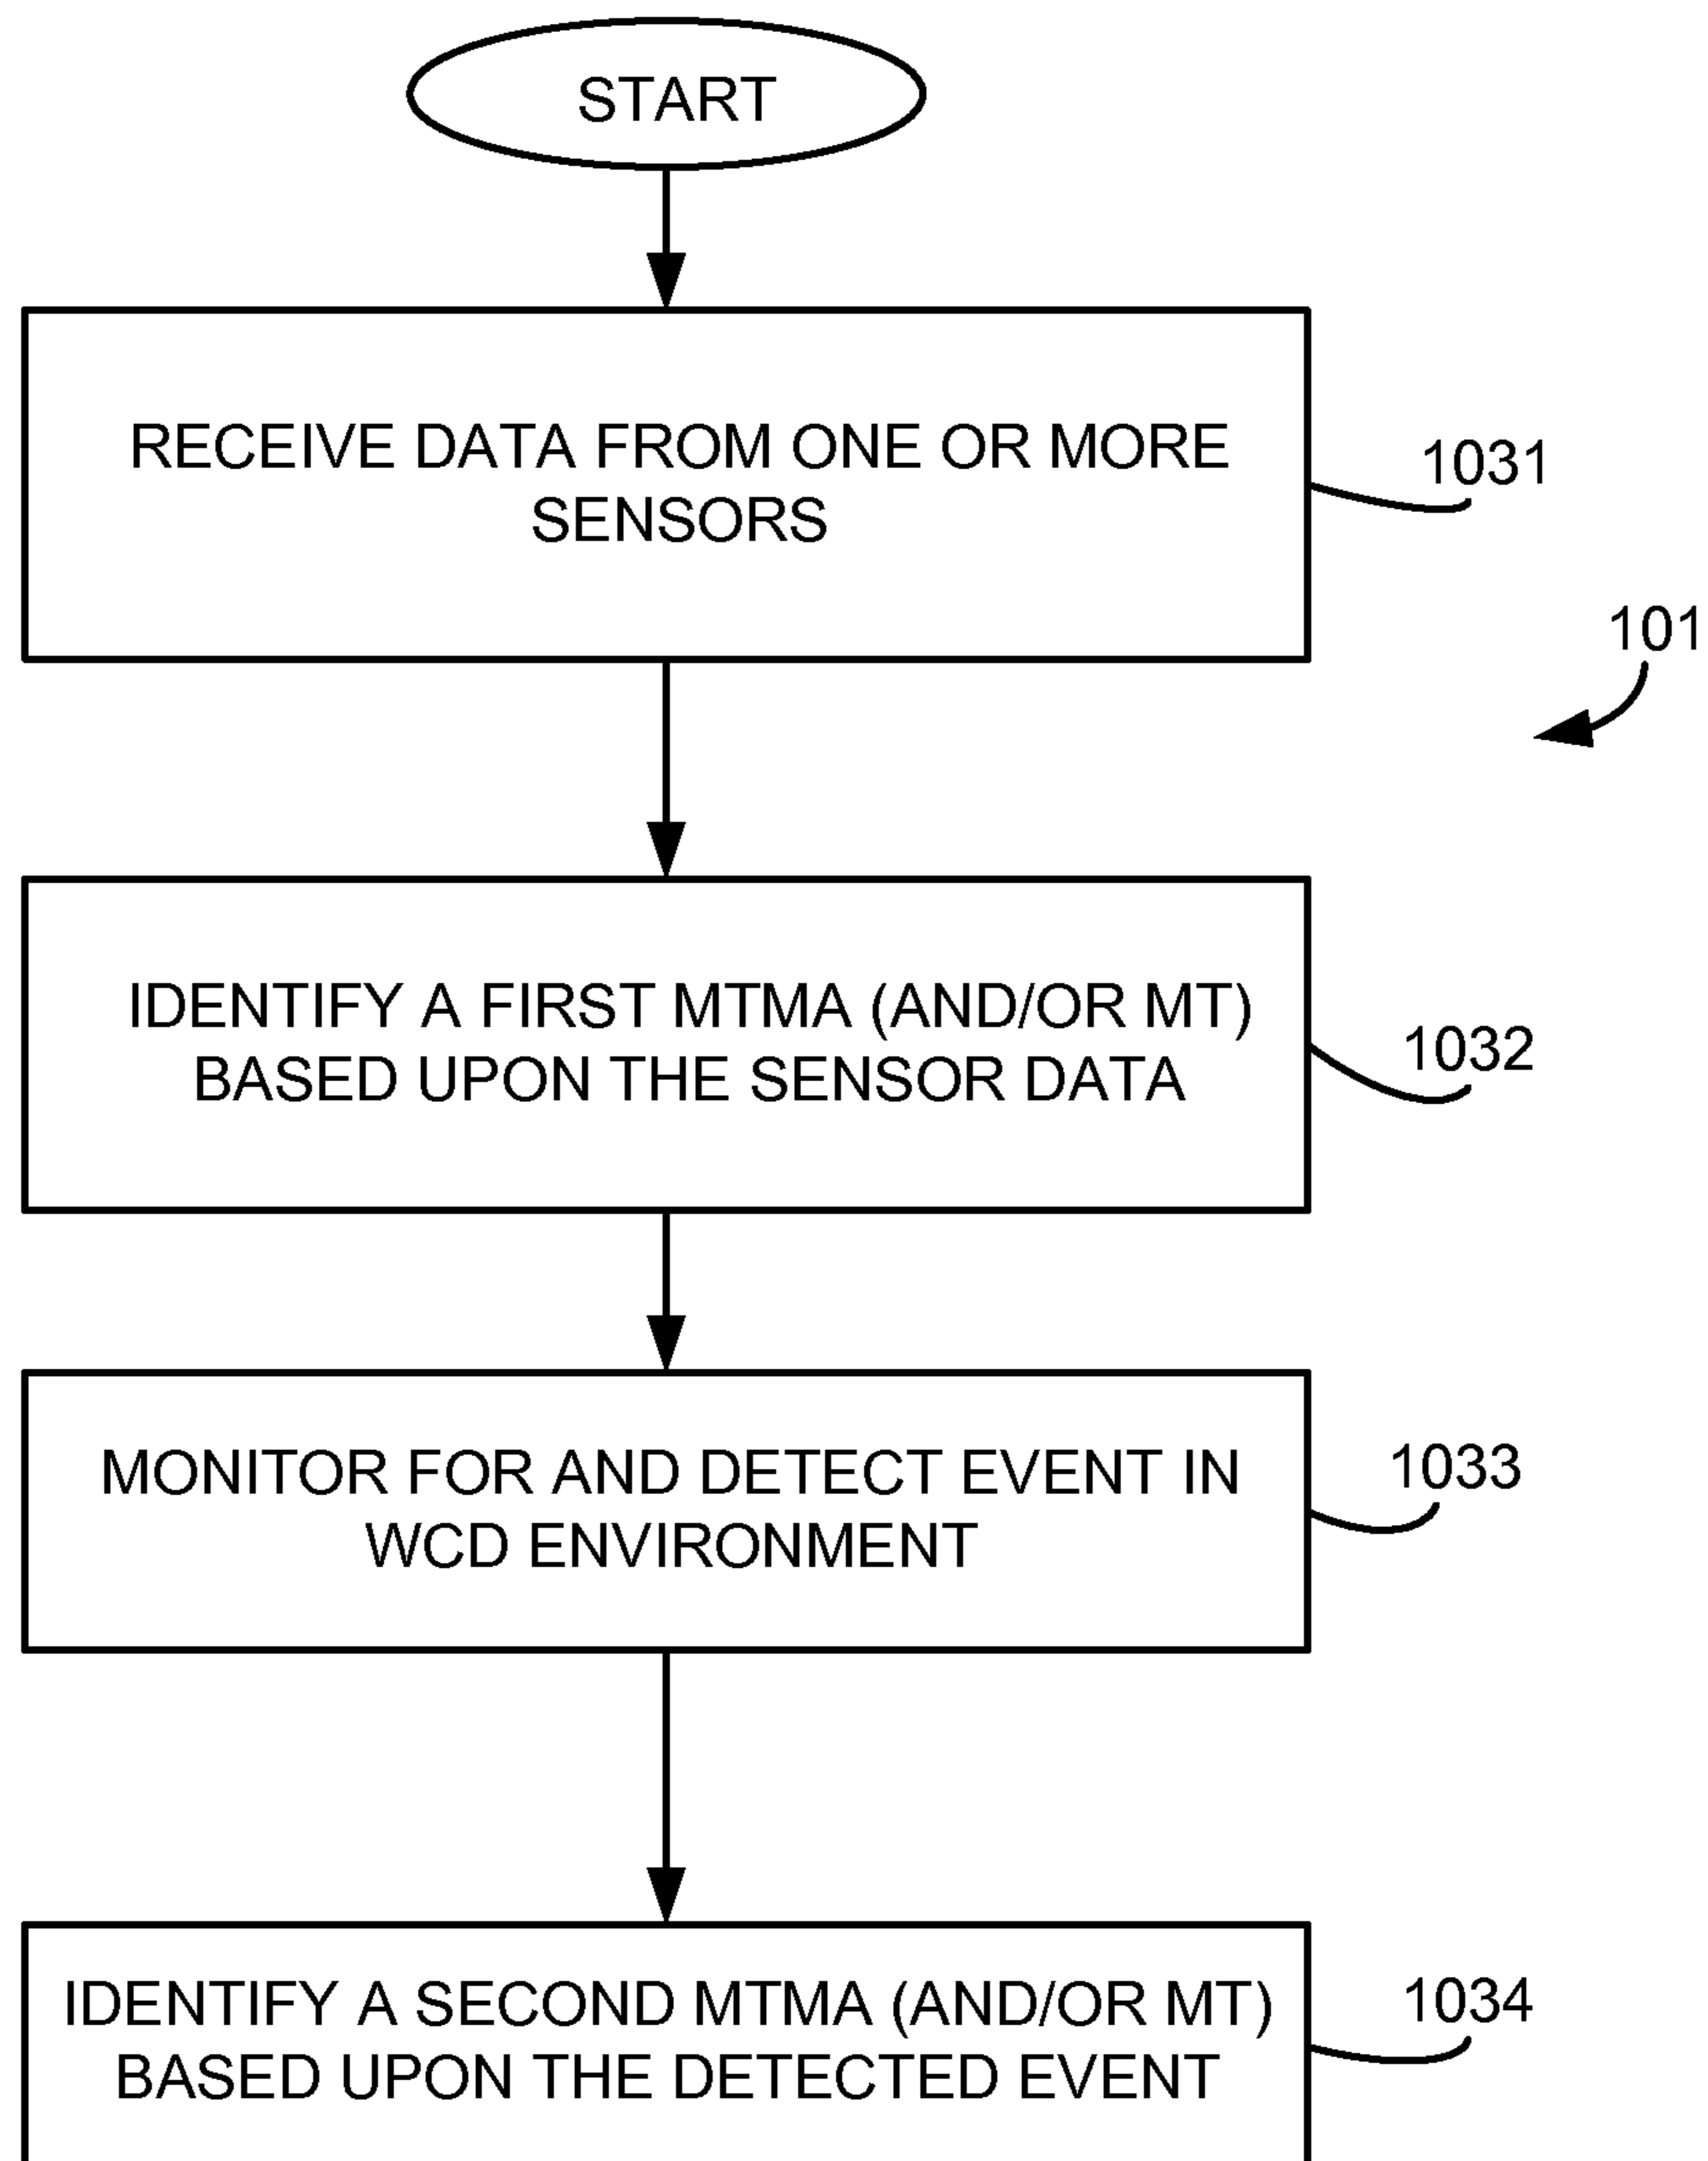 START
RECEIVE DATA FROM ONE OR MORE
SENSORS
1031
101
IDENTIFY A FIRST MTMA (AND/OR MT)
BASED UPON THE SENSOR DATA
1032
MONITOR FOR AND DETECT EVENT IN
WCD ENVIRONMENT
1033
IDENTIFY A SECOND MTMA (AND/OR MT)
BASED UPON THE DETECTED EVENT
1034